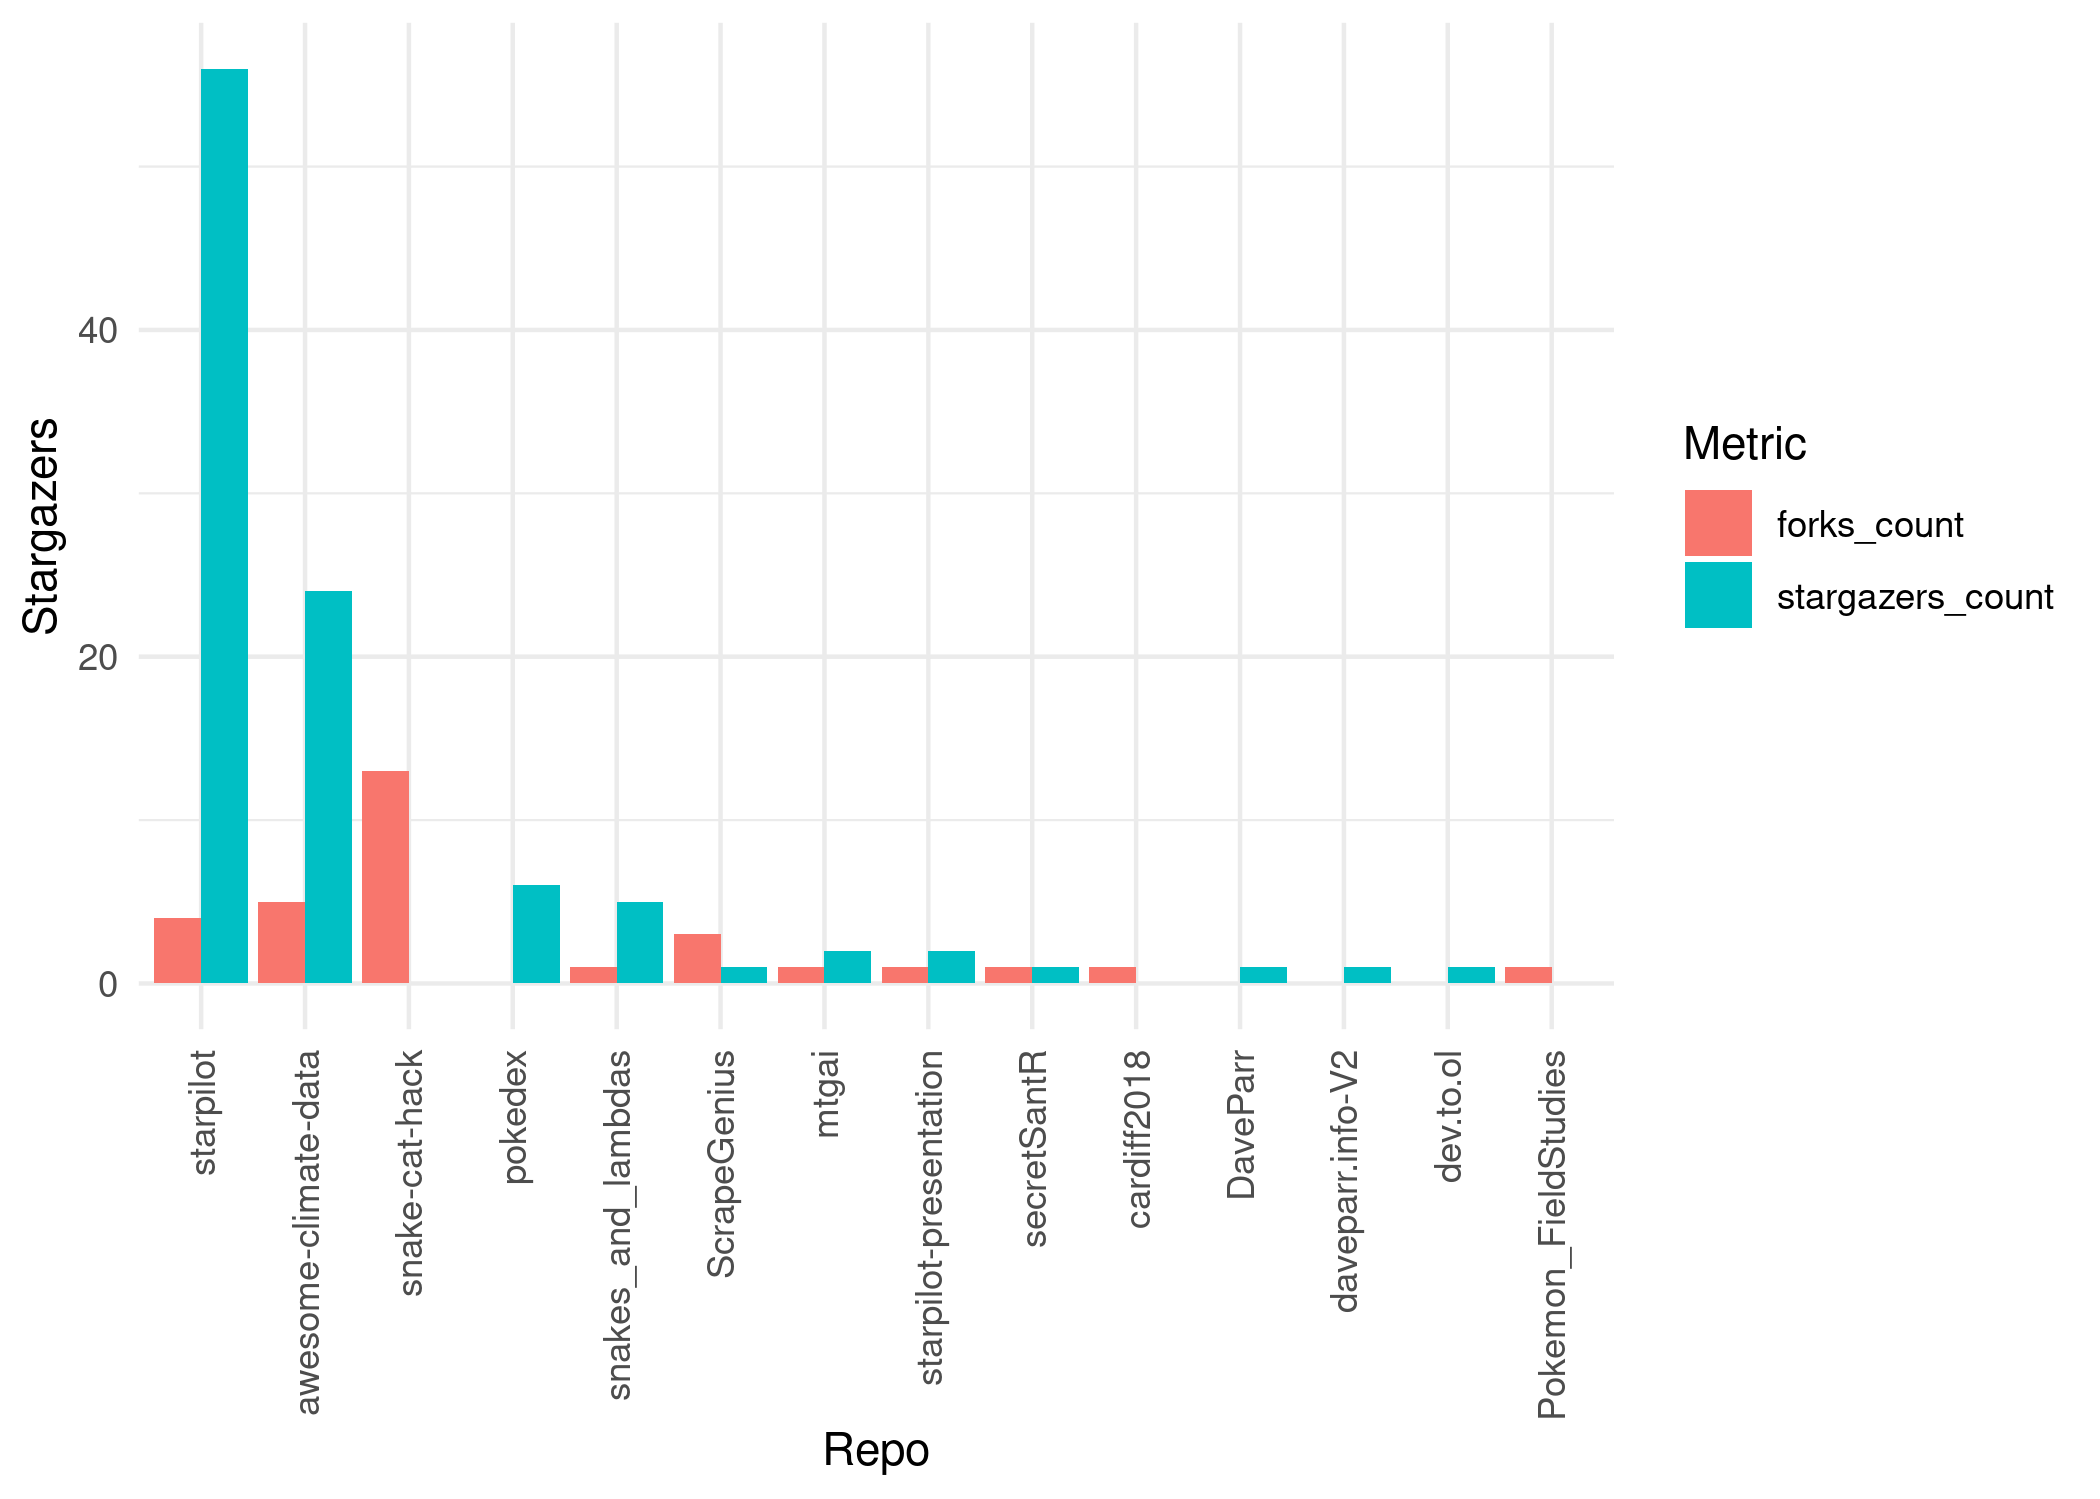 Stargazers
40
20
0
starpilot
awesome-climate-data
snake-cat-hack
pokedex
snakes_and_lambdas
ScrapeGenius
mtgai
starpilot-presentation
secretSantR
cardiff2018
DaveParr
daveparr.info-V2
dev.to.ol
Pokemon_FieldStudies
Repo
Metric
forks_count
stargazers_count